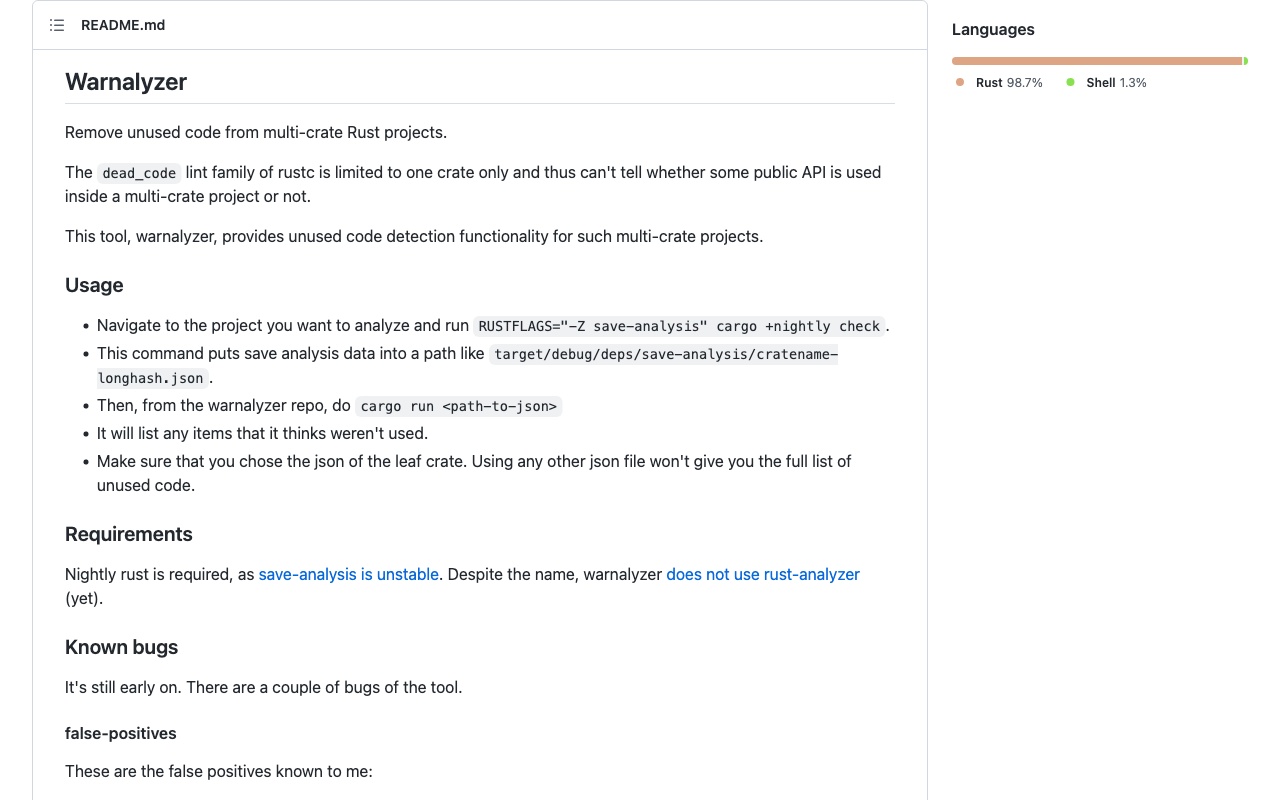 README.md
Warnalyzer
Remove unused code from multi-crate Rust projects.
The dead_code lint family of rustc is limited to one crate only and thus can't tell whether some public API is used
inside a multi-crate project or not.
This tool, warnalyzer, provides unused code detection functionality for such multi-crate projects.
Usage
• Navigate to the project you want to analyze and run RUSTFLAGS="-Z save-analysis" cargo +nightly check .
• This command puts save analysis data into a path like target/debug/deps/save-analysis/cratename-
longhash.json .
• Then, from the warnalyzer repo, do cargo run <path-to-json>
• It will list any items that it thinks weren't used.
• Make sure that you chose the json of the leaf crate. Using any other json file won't give you the full list of
unused code.
Requirements
Nightly rust is required, as save-analysis is unstable. Despite the name, warnalyzer does not use rust-analyzer
(yet).
Known bugs
It's still early on. There are a couple of bugs of the tool.
false-positives
These are the false positives known to me:
Languages
Rust 98.7% Shell 1.3%